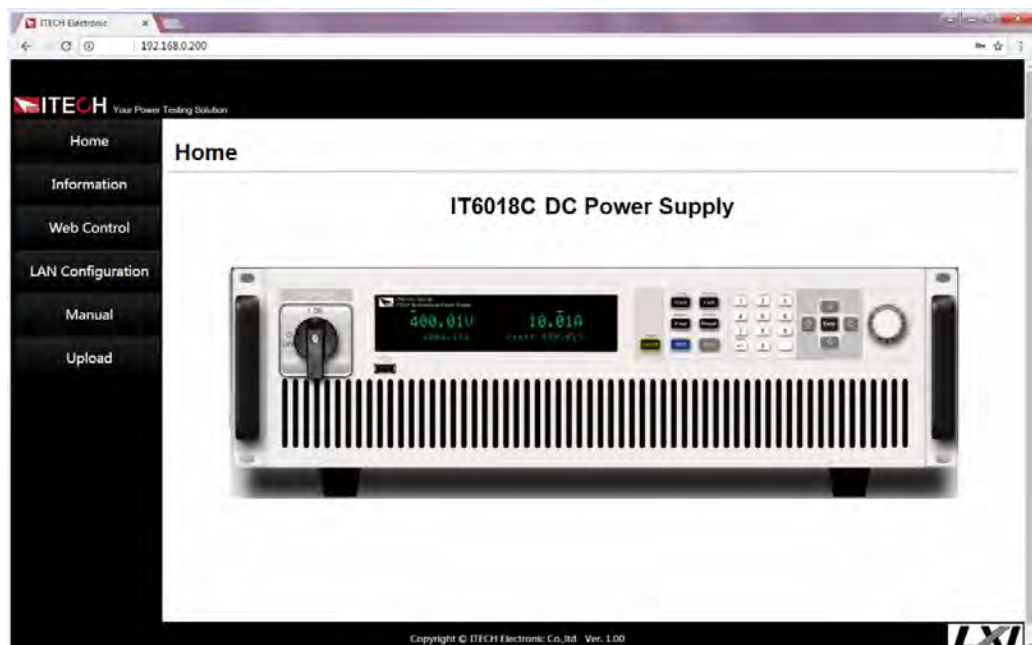 ITECH Electronic
192.168.0.200
ITECH Your Power Testing Solution
Home
Information
Web Control
LAN Configuration
Manual
Upload
Home
IT6018C DC Power Supply
400.01V 10.01A
Copyright © ITECH Electronic Co.,ltd Ver. 1.00
LXI